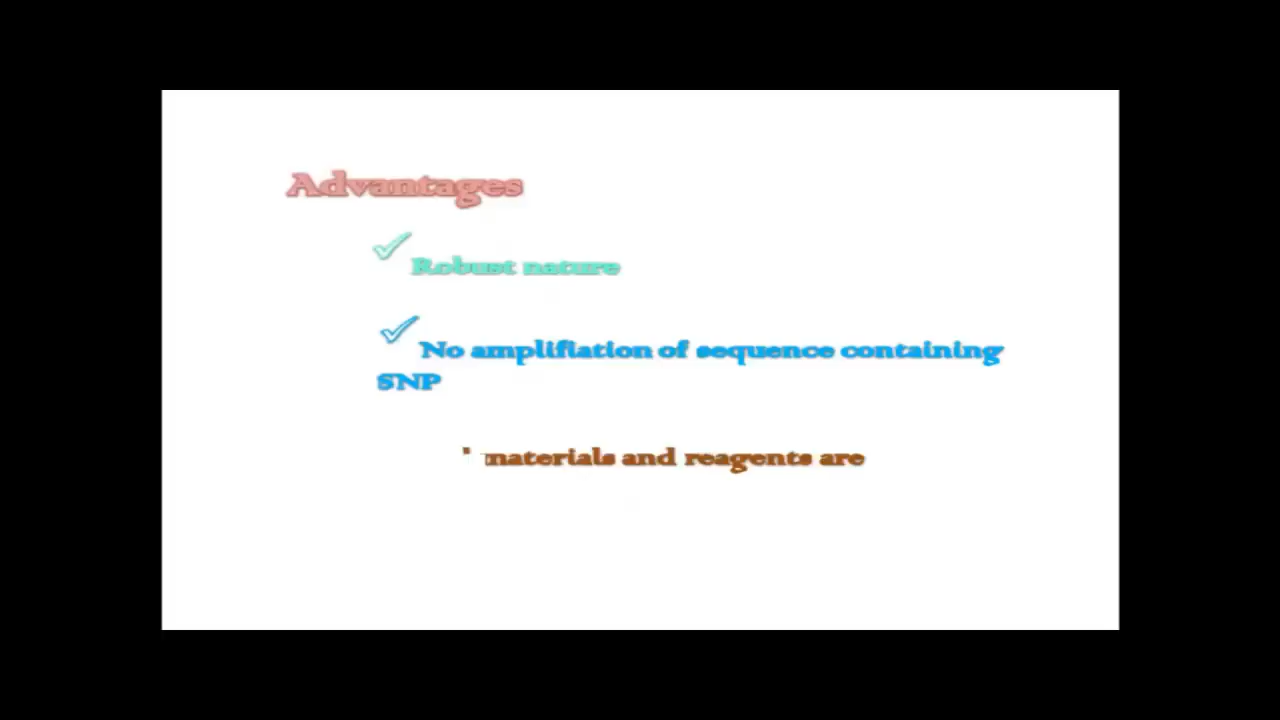 Advantages
Robust nature
No amplifiation of sequence containing
SNP
materials and reagents are